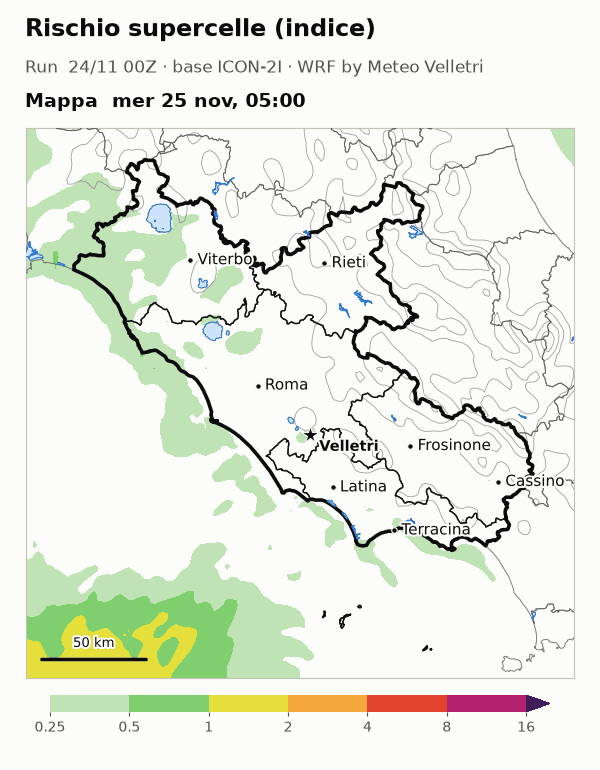 Rischio supercelle (indice)
Run  24/11 00Z · base ICON-2I · WRF by Meteo Velletri
Mappa  mer 25 nov, 05:00
Viterbo
Rieti
Roma
Velletri
Frosinone
Latina
Cassino
Terracina
50 km
0.25 0.5 1 2 4 8 16